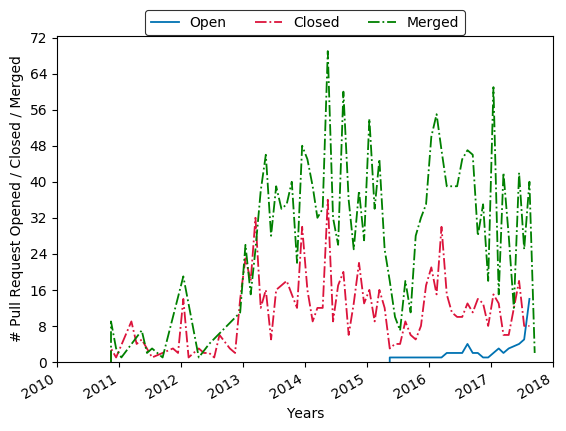 Open Closed Merged
# Pull Request Opened / Closed / Merged
72
64
56
48
40
32
24
16
8
0
2010 2011 2012 2013 2014 2015 2016 2017 2018
Years